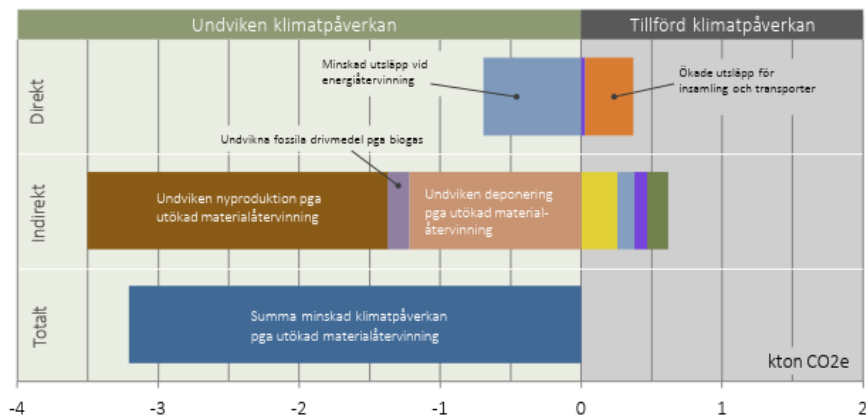 Undviken klimatpåverkan
Tillförd klimatpåverkan
Direkt
Minskad utsläpp vid
energiåtervinning
Ökade utsläpp för
insamling och transporter
Undvikna fossila drivmedel pga biogas
Indirekt
Undviken nyproduktion pga
utökad materialåtervinning
Undviken deponering
pga utökad material-
återvinning
Totalt
Summa minskad klimatpåverkan
pga utökad materialåtervinning
kton CO2e
-4 -3 -2 -1 0 1 2